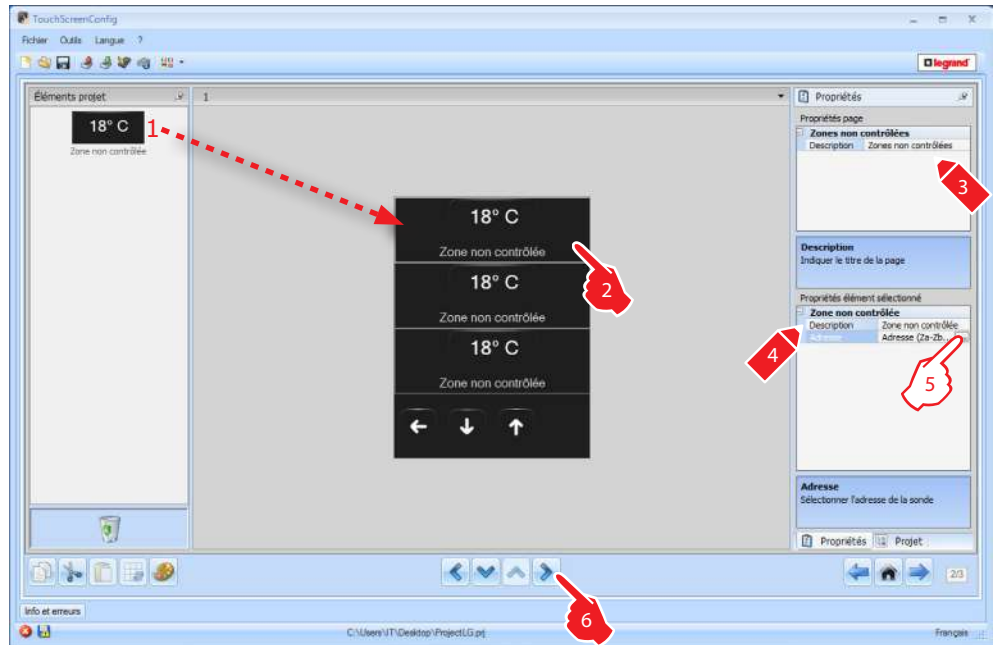 TouchScreenConfig
Fichier Outils Langue ?
legrand
Éléments projet
1
Propriétés
18° C
1
Zone non contrôlée
Propriétés page
Zones non contrôlées
Description Zones non contrôlées
3
18° C
Zone non contrôlée
2
18° C
Zone non contrôlée
18° C
Zone non contrôlée
Description
Indiquer le titre de la page
Propriétés élément sélectionné
Zone non contrôlée
Description Zone non contrôlée
Adresse Adresse (Za-Zb...
4
5
Adresse
Sélectionner l'adresse de la sonde
Propriétés Projet
2/3
6
Info et erreurs
C:\Users\IT\Desktop\ProjectLG.prj
Français